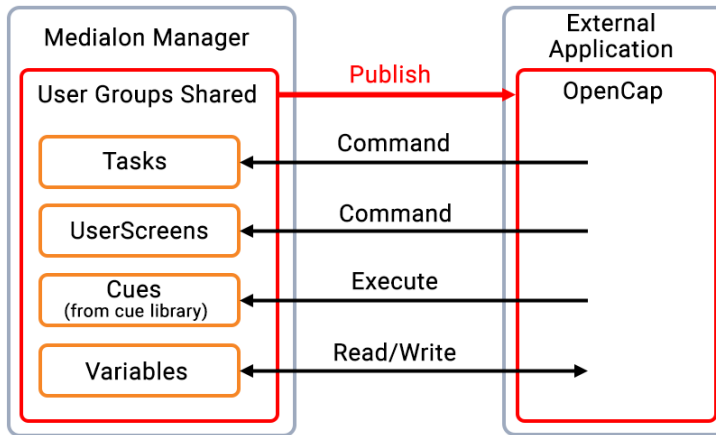 Medialon Manager
User Groups Shared
Tasks
UserScreens
Cues
(from cue library)
Variables
Publish
Command
Command
Execute
Read/Write
External
Application
OpenCap